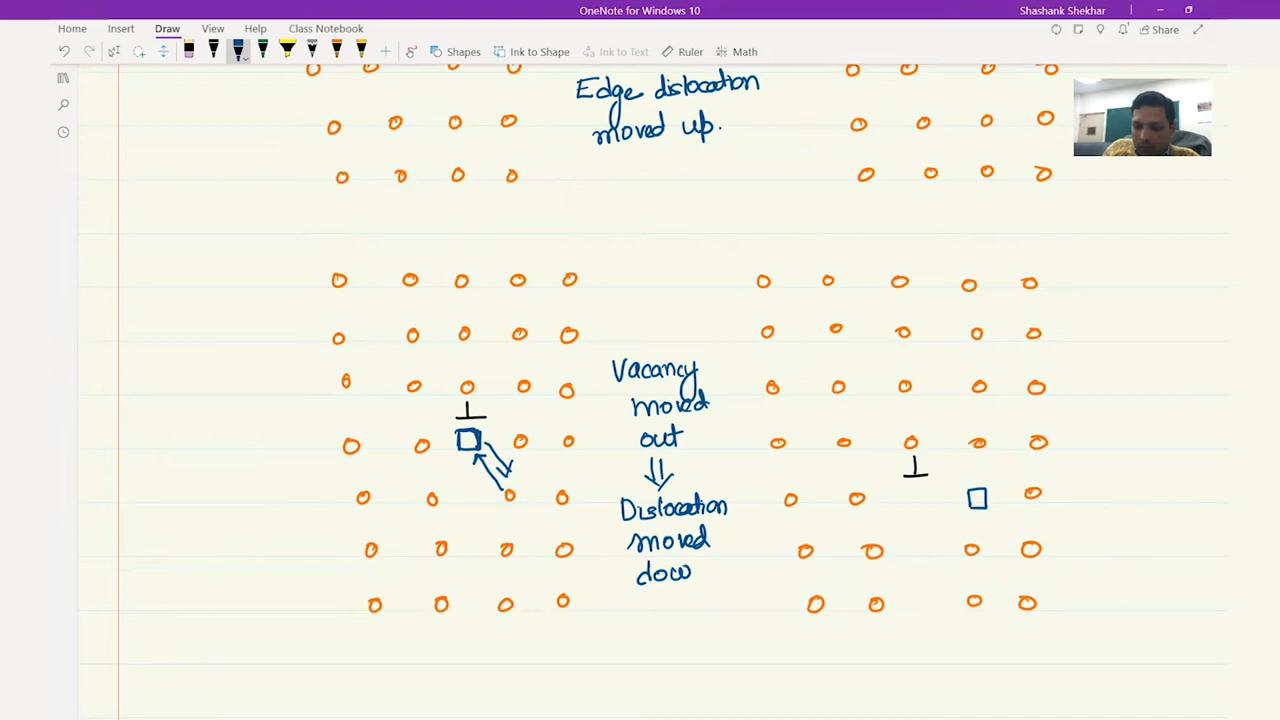 OneNote for Windows 10
Shashank Shekhar
Home Insert Draw View Help Class Notebook
Share
Shapes Ink to Shape Ink to Text Ruler Math
Edge dislocation
moved up.
Vacancy
moved
out
⇓
Dislocation
moved
dow